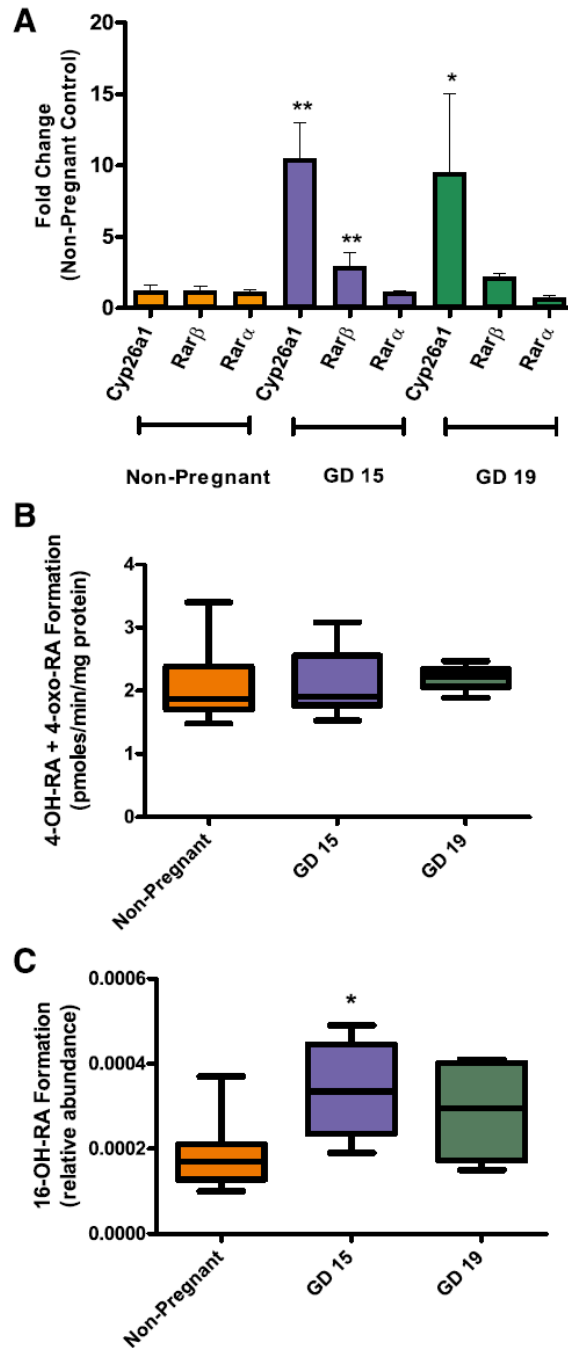 A
Fold Change
(Non-Pregnant Control)
20
15
10
5
0
**
**
*
Cyp26a1
Rarβ
Rarα
Cyp26a1
Rarβ
Rarα
Cyp26a1
Rarβ
Rarα
Non-Pregnant
GD 15
GD 19
B
4-OH-RA + 4-oxo-RA Formation
(pmoles/min/mg protein)
4
3
2
1
0
Non-Pregnant
GD 15
GD 19
C
16-OH-RA Formation
(relative abundance)
0.0006
0.0004
0.0002
0.0000
*
Non-Pregnant
GD 15
GD 19